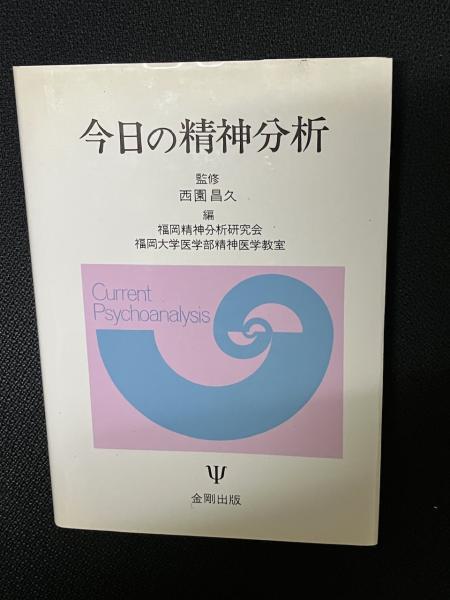 今日の精神分析
監修
西園昌久
編
福岡精神分析研究会
福岡大学医学部精神医学教室
Current
Psychoanalysis
Ψ
金剛出版